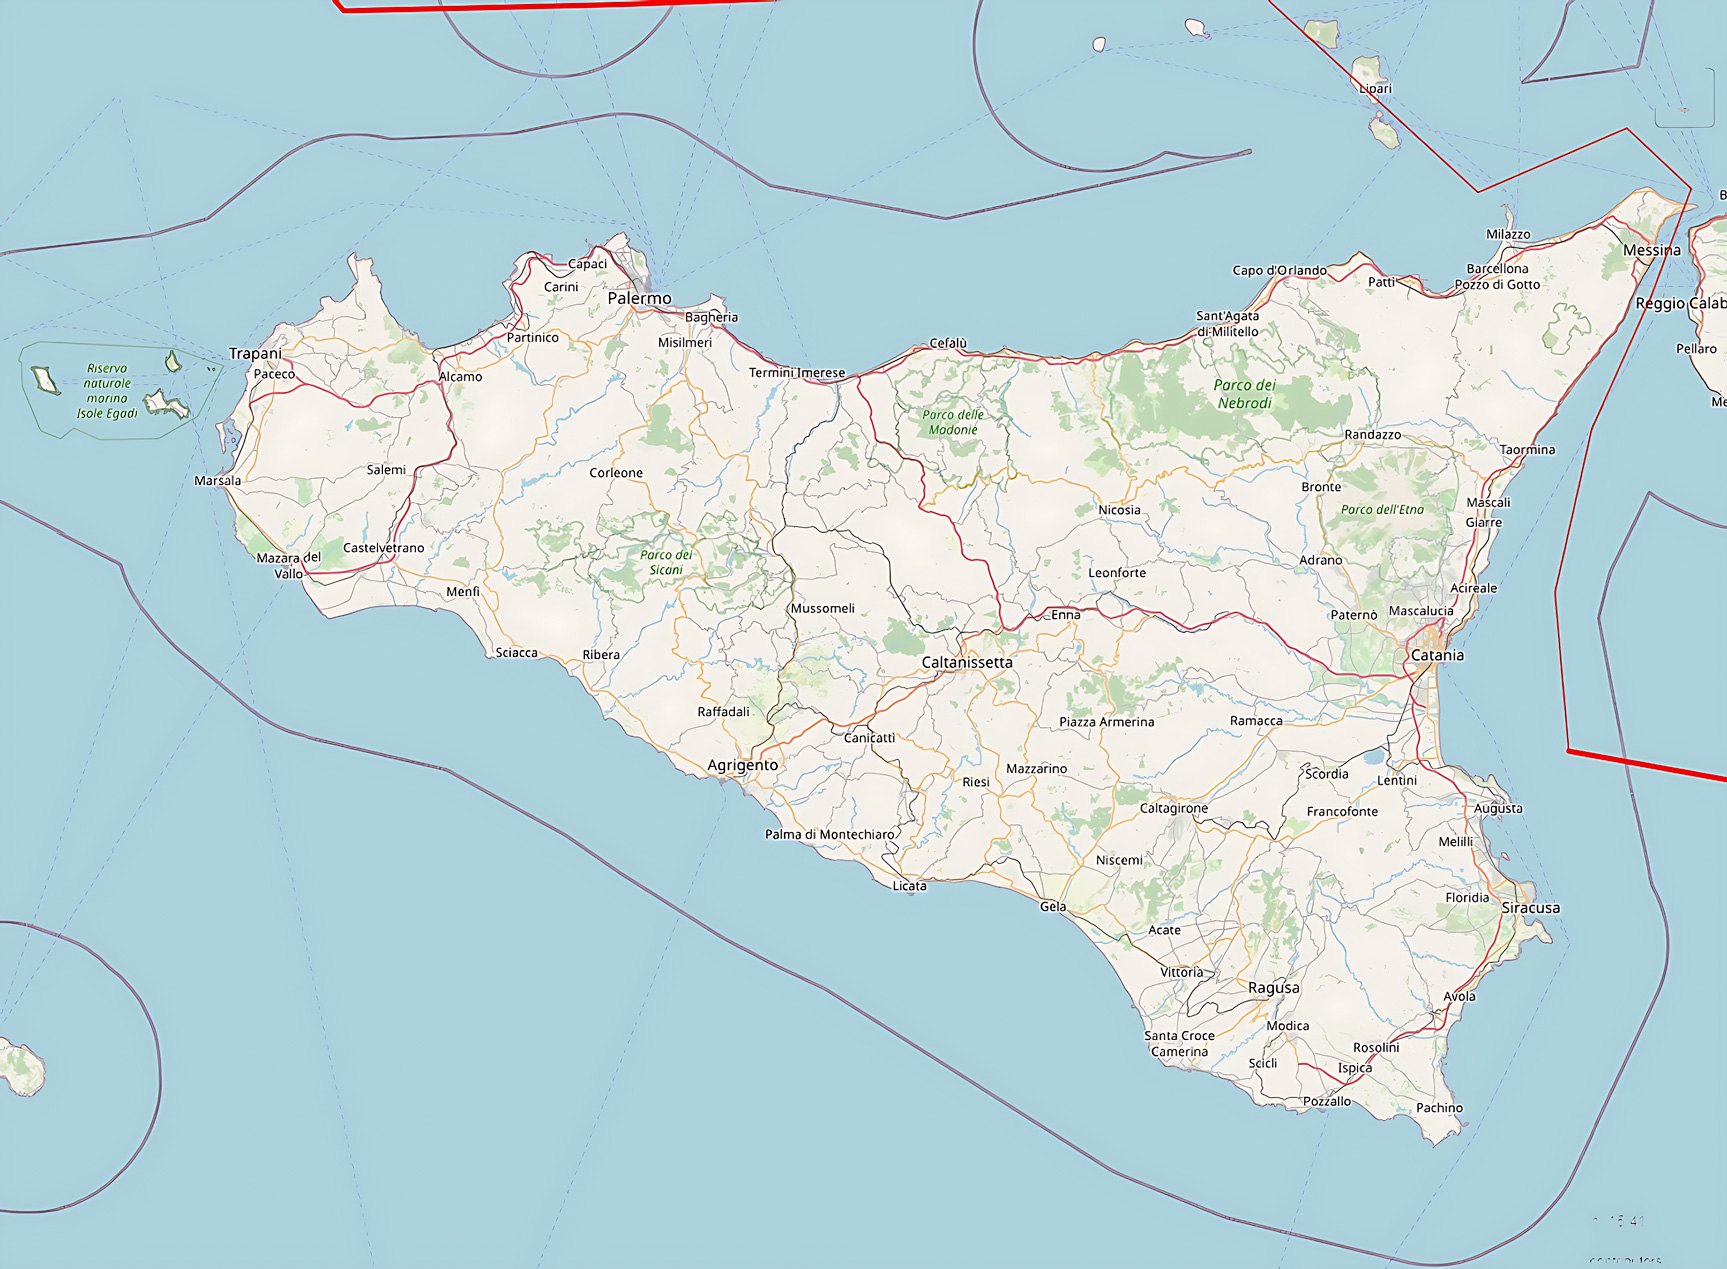 Lipari
B
Milazzo
Messina
Capaci
Capo d'Orlando
Barcellona
Pozzo di Gotto
Carini
Patti
Palermo
Reggio Calab
Bagheria
Sant'Agata
di Militello
Partinico
Misilmeri
Cefalù
Pellaro
Trapani
Riserva
naturale
marina
Isole Egadi
Paceco
Alcamo
Termini Imerese
Parco dei
Nebrodi
Me
Parco delle
Madonie
Randazzo
Taormina
Salemi
Corleone
Marsala
Bronte
Mascali
Nicosia
Parco dell'Etna
Giarre
Castelvetrano
Mazara del
Vallo
Parco dei
Sicani
Adrano
Leonforte
Menfi
Acireale
Mussomeli
Enna
Paternò
Mascalucia
Sciacca
Ribera
Caltanissetta
Catania
Raffadali
Piazza Armerina
Ramacca
Canicattì
Agrigento
Riesi
Mazzarino
Scordia
Lentini
Caltagirone
Francofonte
Augusta
Palma di Montechiaro
Melilli
Niscemi
Licata
Gela
Floridia
Siracusa
Acate
Vittoria
Ragusa
Avola
Modica
Santa Croce
Camerina
Rosolini
Scicli
Ispica
Pozzallo
Pachino